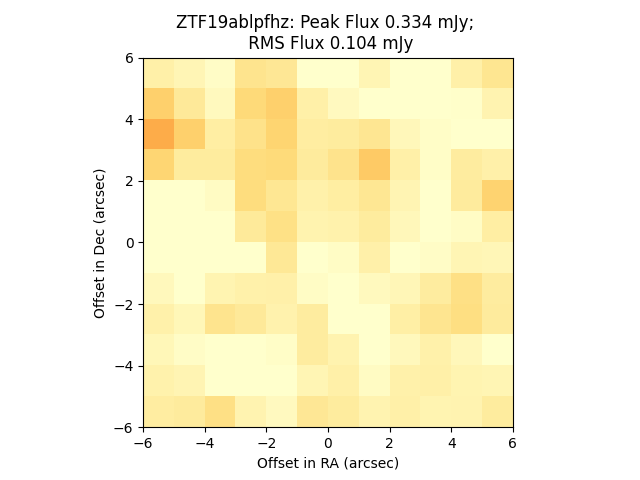 ZTF19ablpfhz: Peak Flux 0.334 mJy;
RMS Flux 0.104 mJy
6
4
2
0
−2
−4
−6
Offset in Dec (arcsec)
−6 −4 −2 0 2 4 6
Offset in RA (arcsec)